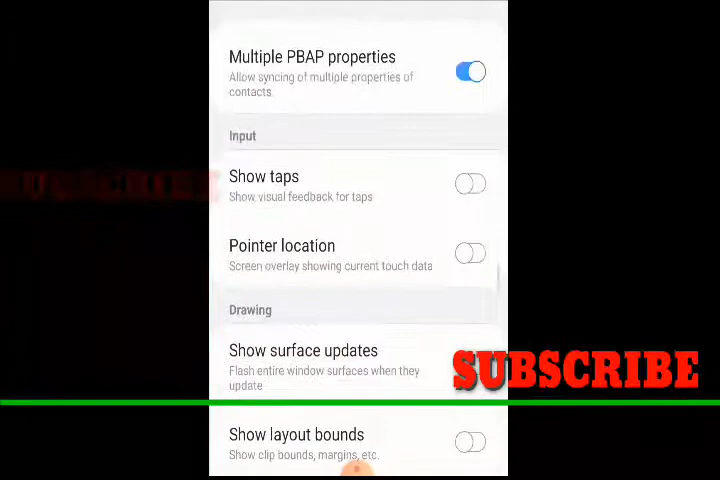 Multiple PBAP properties
Allow syncing of multiple properties of
contacts.
Input
Show taps
Show visual feedback for taps
Pointer location
Screen overlay showing current touch data
Drawing
Show surface updates
Flash entire window surfaces when they
update
SUBSCRIBE
Show layout bounds
Show clip bounds, margins, etc.